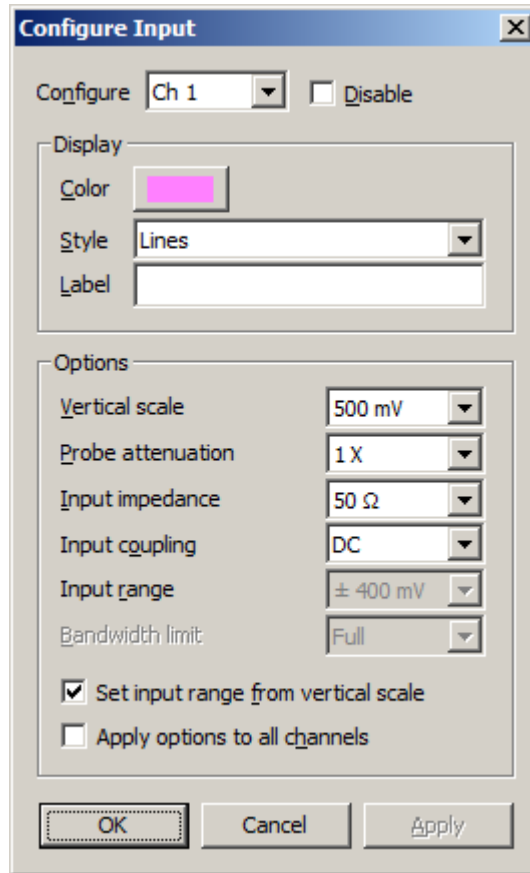 Configure Input
Configure Ch 1 Disable
Display
Color
Style Lines
Label
Options
Vertical scale 500 mV
Probe attenuation 1 X
Input impedance 50 Ω
Input coupling DC
Input range ± 400 mV
Bandwidth limit Full
Set input range from vertical scale
Apply options to all channels
OK Cancel Apply